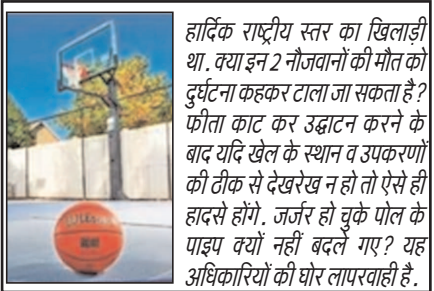 हार्दिक राष्ट्रीय स्तर का खिलाड़ी
था. क्या इन 2 नौजवानों की मौत को
दुर्घटना कहकर टाला जा सकता है?
फीता काट कर उद्घाटन करने के
बाद यदि खेल के स्थान व उपकरणों
की ठीक से देखरेख न हो तो ऐसे ही
हादसे होंगे. जर्जर हो चुके पोल के
पाइप क्यों नहीं बदले गए? यह
अधिकारियों की घोर लापरवाही है.